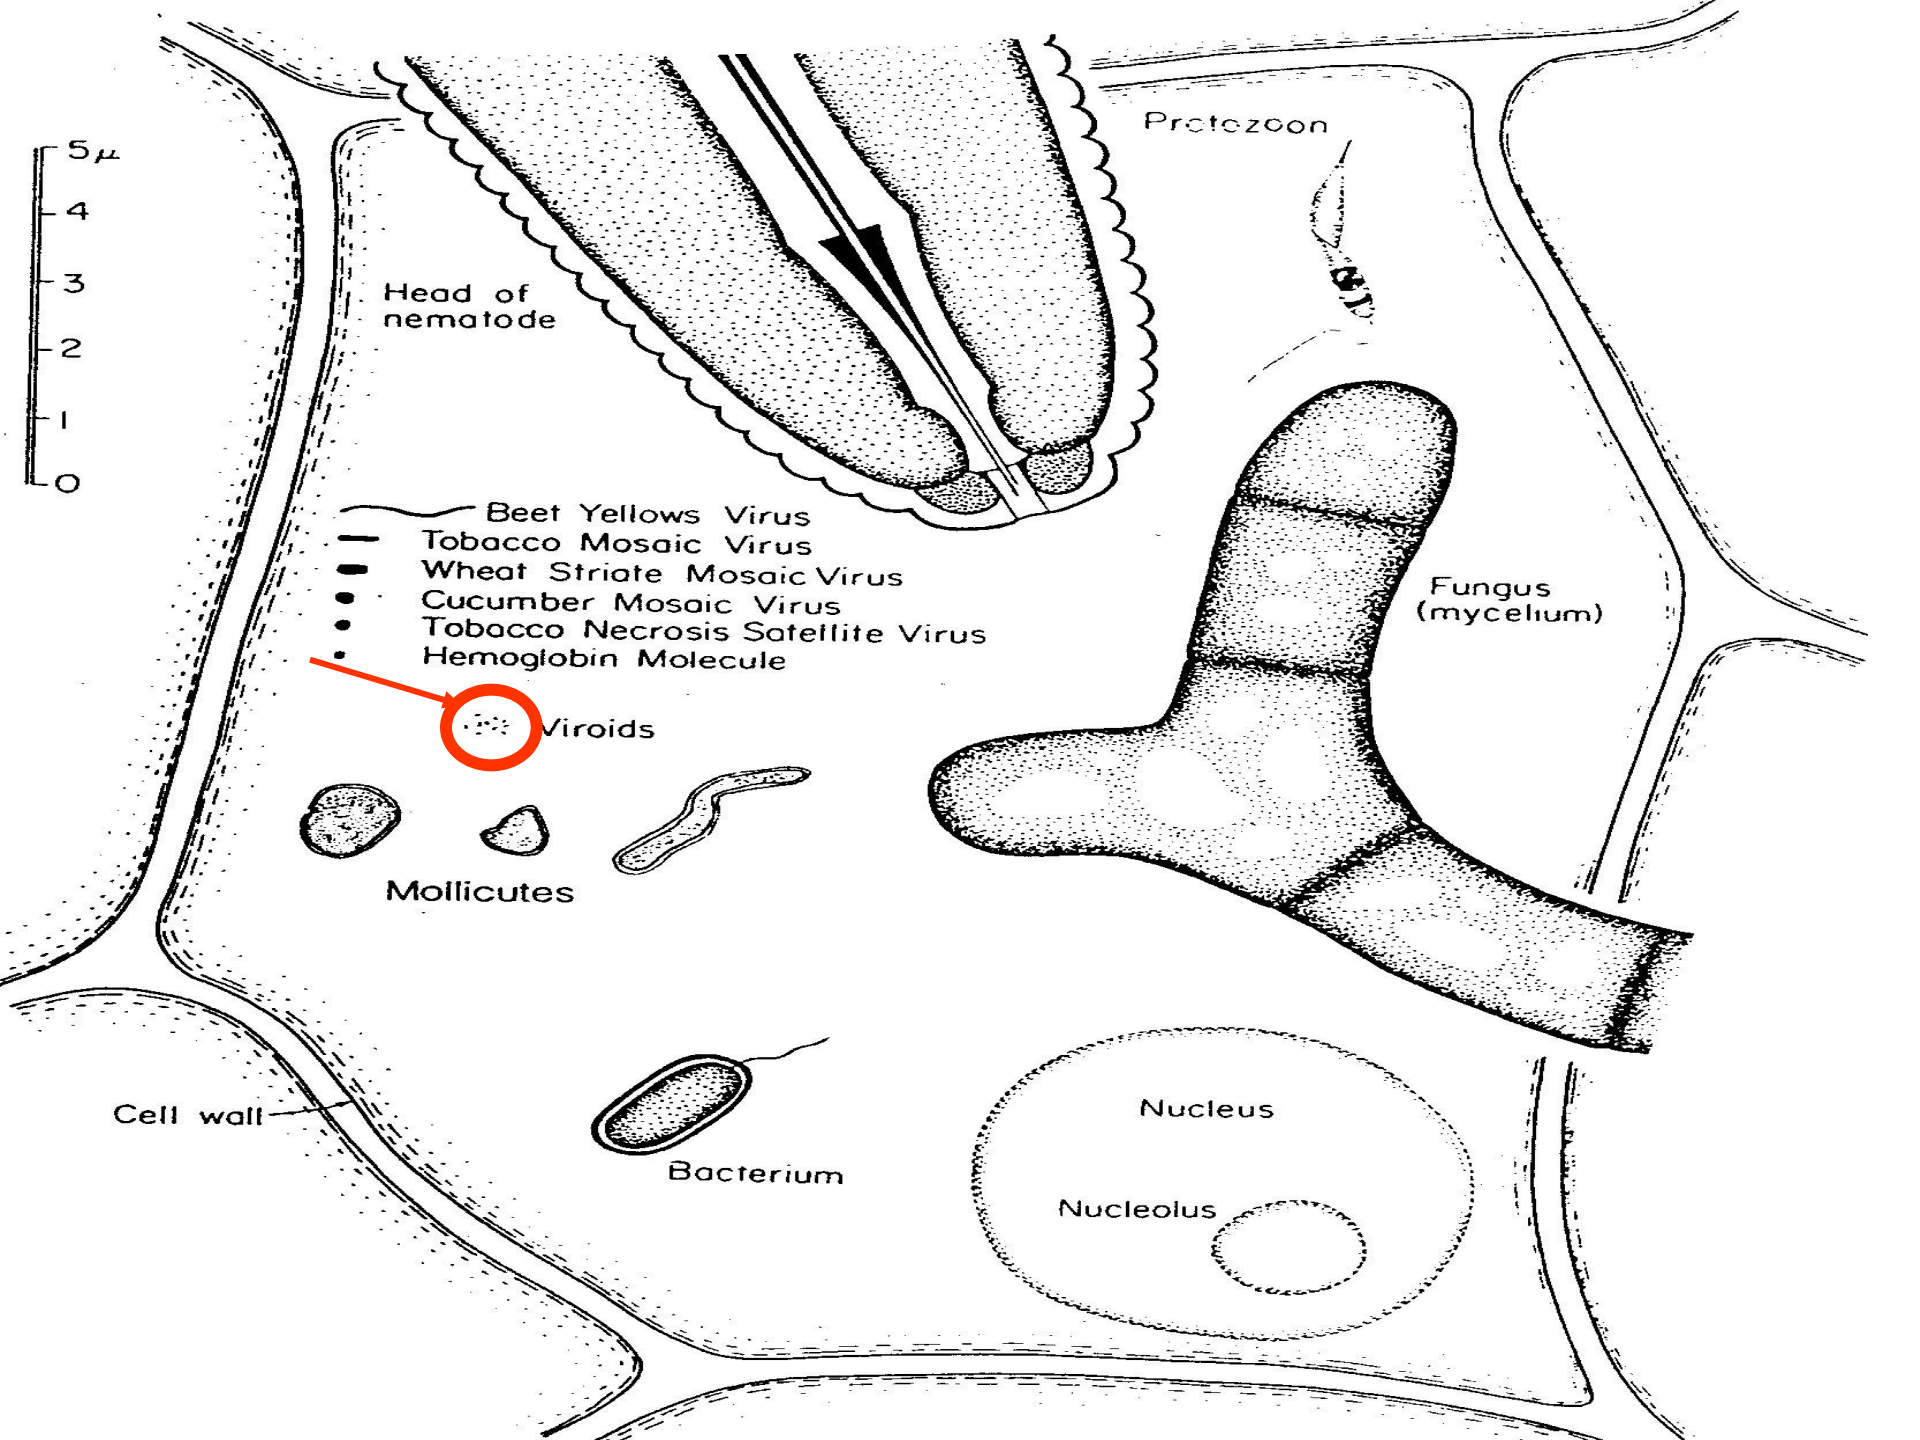 Protozoon
5μ
4
3
2
1
0
Head of
nematode
Beet Yellows Virus
Tobacco Mosaic Virus
Wheat Striate Mosaic Virus
Cucumber Mosaic Virus
Tobacco Necrosis Satellite Virus
Hemoglobin Molecule
Fungus
(mycelium)
Viroids
Mollicutes
Cell wall
Bacterium
Nucleus
Nucleolus